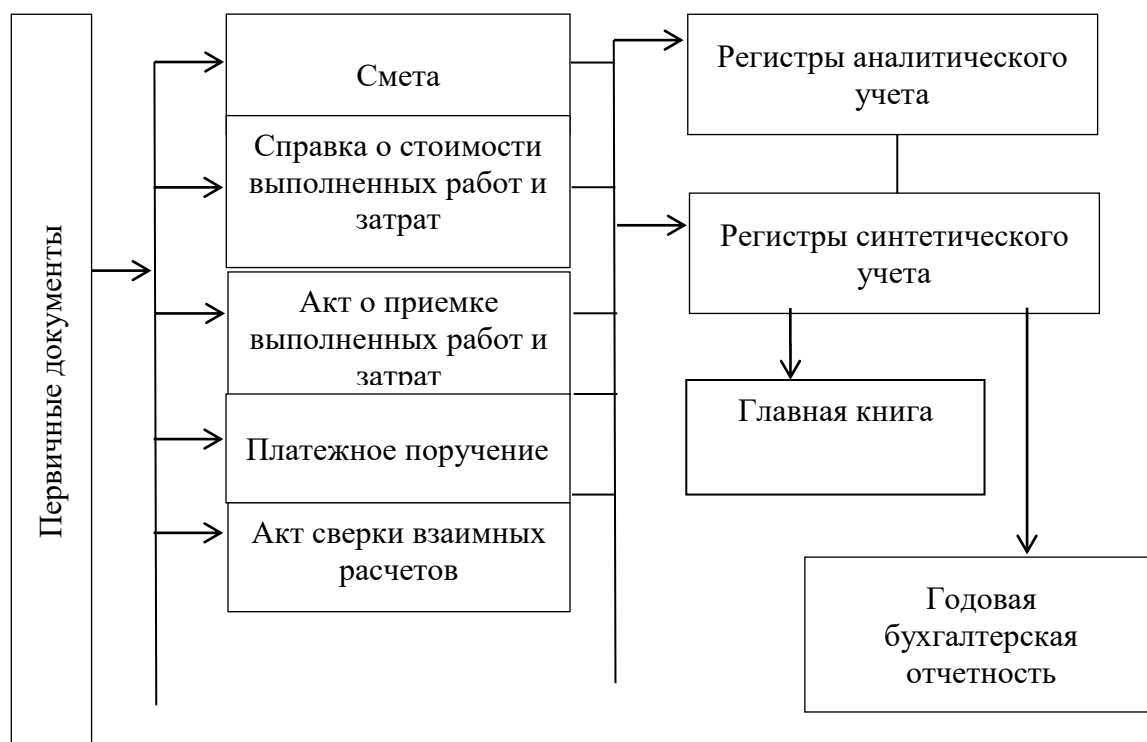 Первичные документы
Смета
Справка о стоимости
выполненных работ и
затрат
Акт о приемке
выполненных работ и
затрат
Платежное поручение
Акт сверки взаимных
расчетов
Регистры аналитического
учета
Регистры синтетического
учета
Главная книга
Годовая
бухгалтерская
отчетность